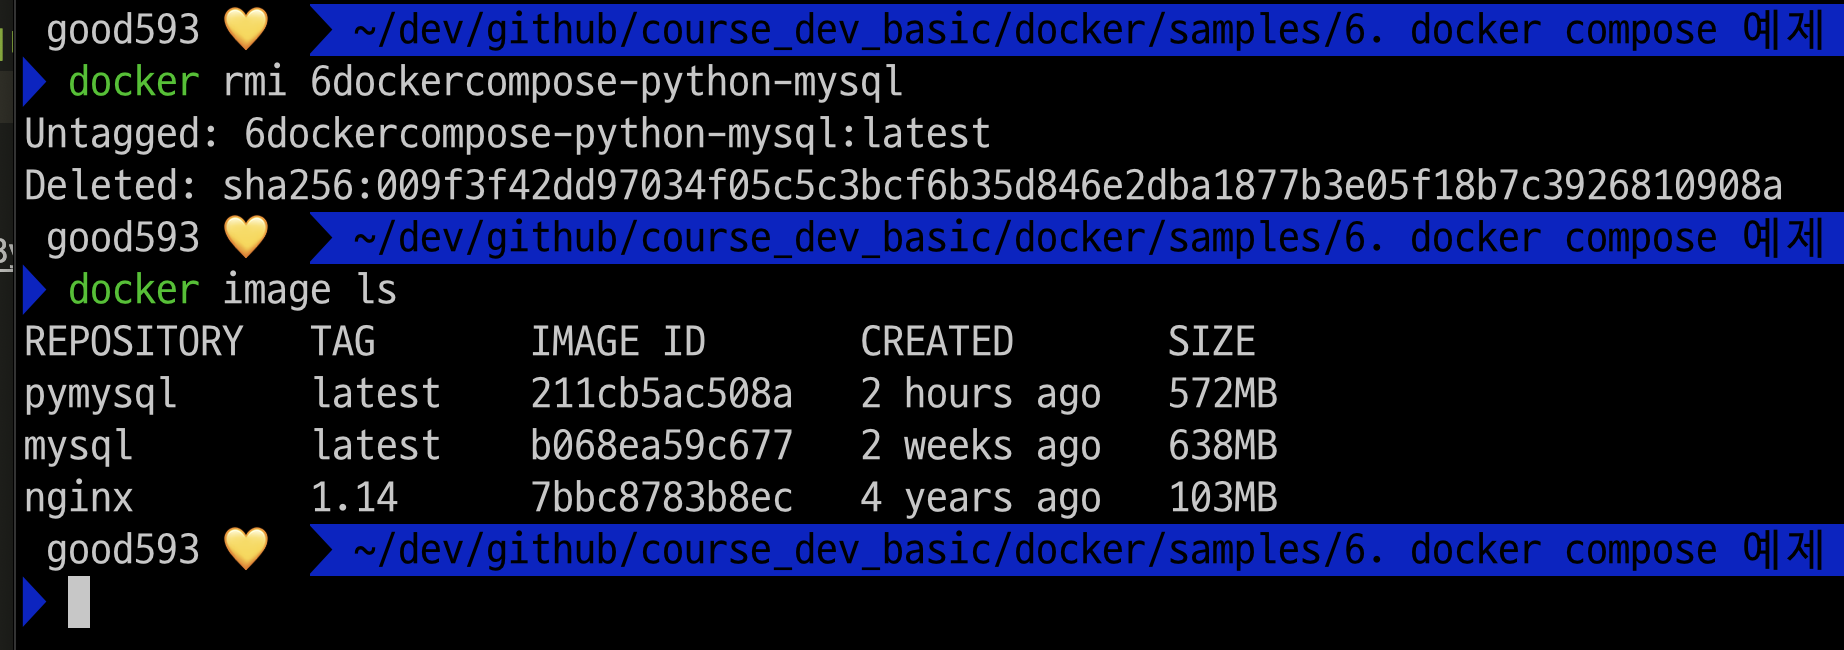 good593 💛 ~/dev/github/course_dev_basic/docker/samples/6. docker compose 예제
docker rmi 6dockercompose-python-mysql
Untagged: 6dockercompose-python-mysql:latest
Deleted: sha256:009f3f42dd97034f05c5c3bcf6b35d846e2dba1877b3e05f18b7c3926810908a
good593 💛 ~/dev/github/course_dev_basic/docker/samples/6. docker compose 예제
docker image ls
REPOSITORY TAG IMAGE ID CREATED SIZE
pymysql latest 211cb5ac508a 2 hours ago 572MB
mysql latest b068ea59c677 2 weeks ago 638MB
nginx 1.14 7bbc8783b8ec 4 years ago 103MB
good593 💛 ~/dev/github/course_dev_basic/docker/samples/6. docker compose 예제